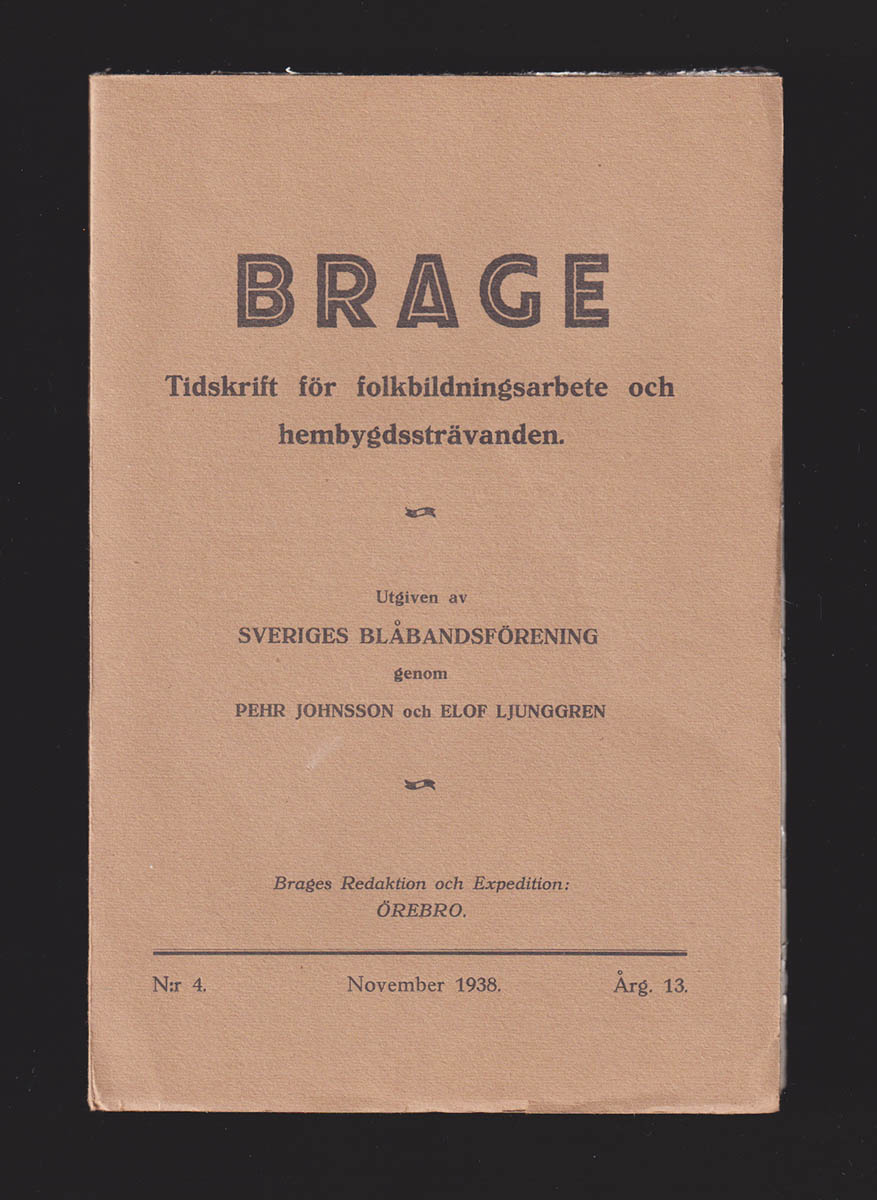 BRAGE
Tidskrift för folkbildningsarbete och
hembygdssträvanden.
Utgiven av
SVERIGES BLÅBANDSFÖRENING
genom
PEHR JOHNSSON och ELOF LJUNGGREN
Brages Redaktion och Expedition:
ÖREBRO.
N:r 4. November 1938. Årg. 13.